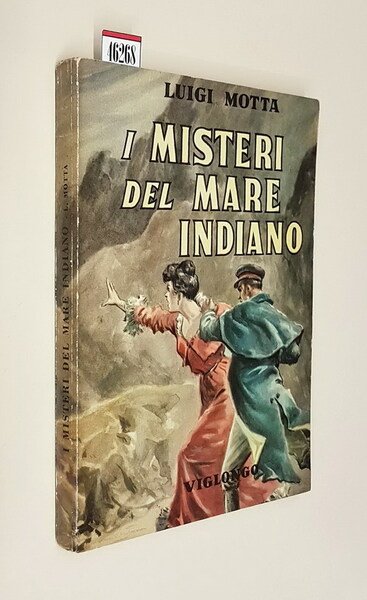 46268
LUIGI MOTTA
I MISTERI
DEL MARE
INDIANO
VIGLONGO
I MISTERI DEL MARE INDIANO L. MOTTA